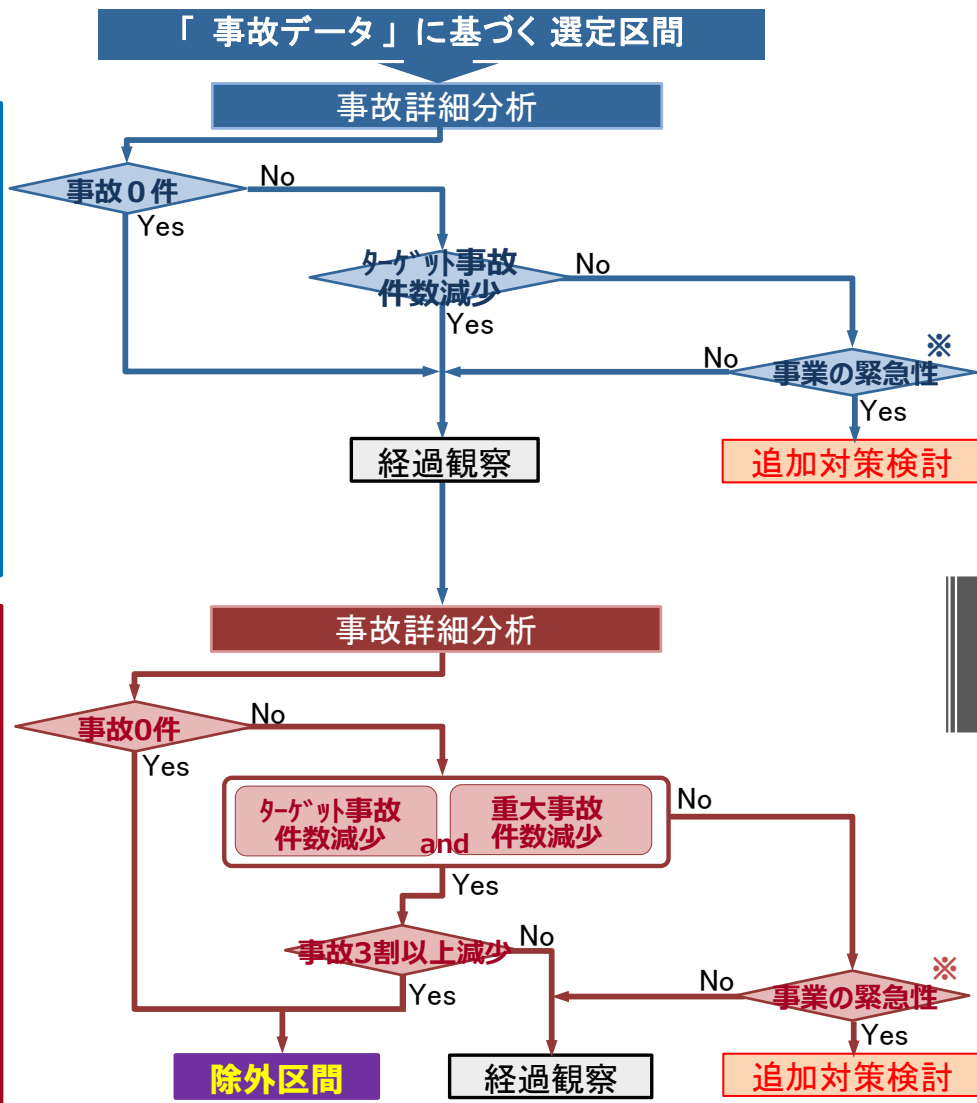 「 事故データ 」 に基づく 選定区間
事故詳細分析
事故０件
No
Yes
ﾀｰｹﾞｯﾄ事故
件数減少
No
Yes
※
No
事業の緊急性
Yes
経過観察
追加対策検討
事故詳細分析
事故0件
No
Yes
ﾀｰｹﾞｯﾄ事故
件数減少
and
重大事故
件数減少
No
Yes
事故3割以上減少
No
Yes
※
No
事業の緊急性
Yes
除外区間
経過観察
追加対策検討